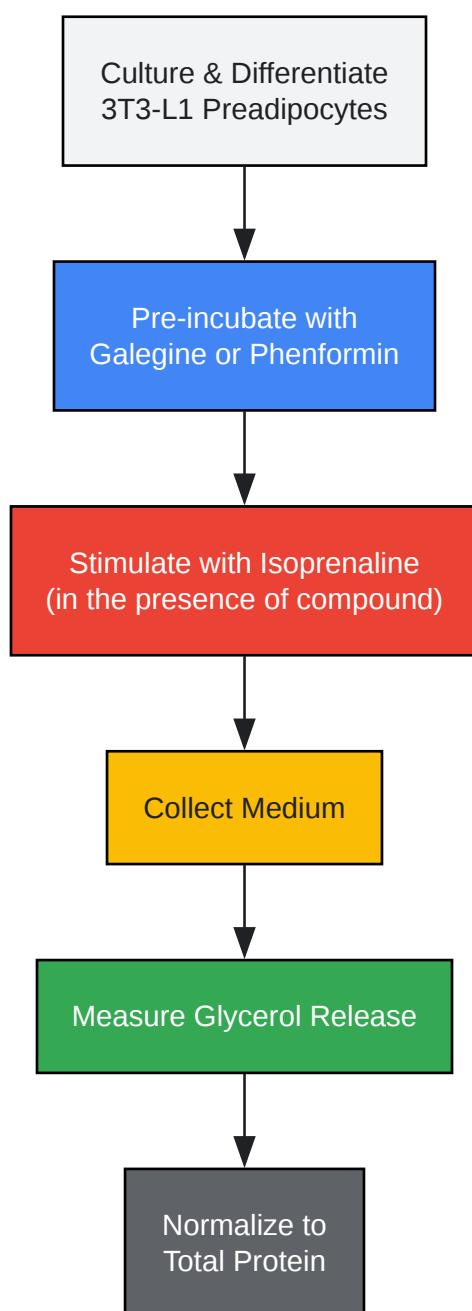 Culture & Differentiate
3T3-L1 Preadipocytes
Pre-incubate with
Galegine or Phenformin
Stimulate with Isoprenaline
(in the presence of compound)
Collect Medium
Measure Glycerol Release
Normalize to
Total Protein